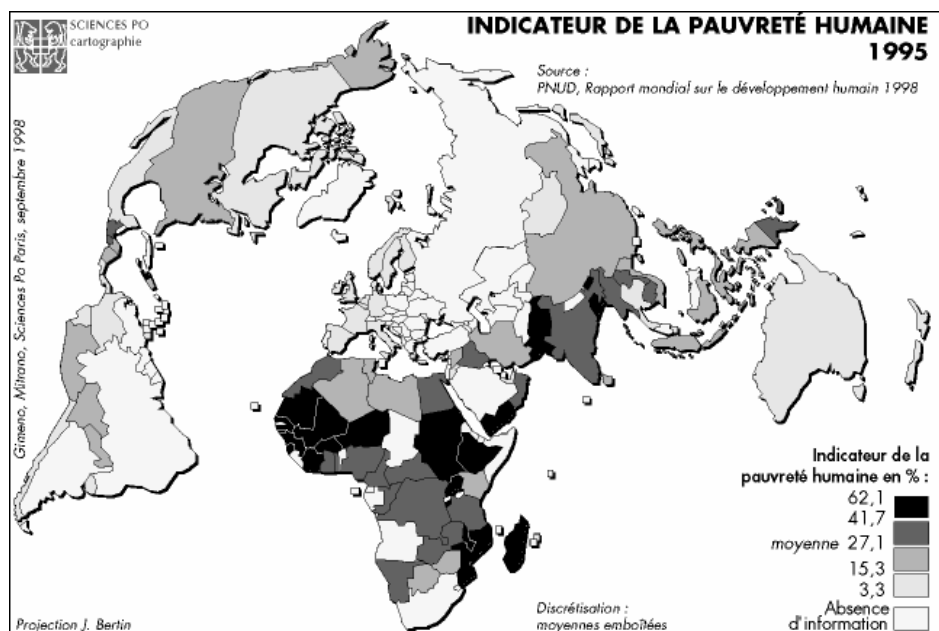 SCIENCES PO
cartographie
INDICATEUR DE LA PAUVRETÉ HUMAINE
1995
Source :
PNUD, Rapport mondial sur le développement humain 1998
Gimeno, Mitrano, Sciences Po Paris, septembre 1998
Indicateur de la
pauvreté humaine en % :
62,1
41,7
moyenne 27,1
15,3
3,3
Absence
d'information
Discrétisation :
moyennes emboîtées
Projection J. Bertin